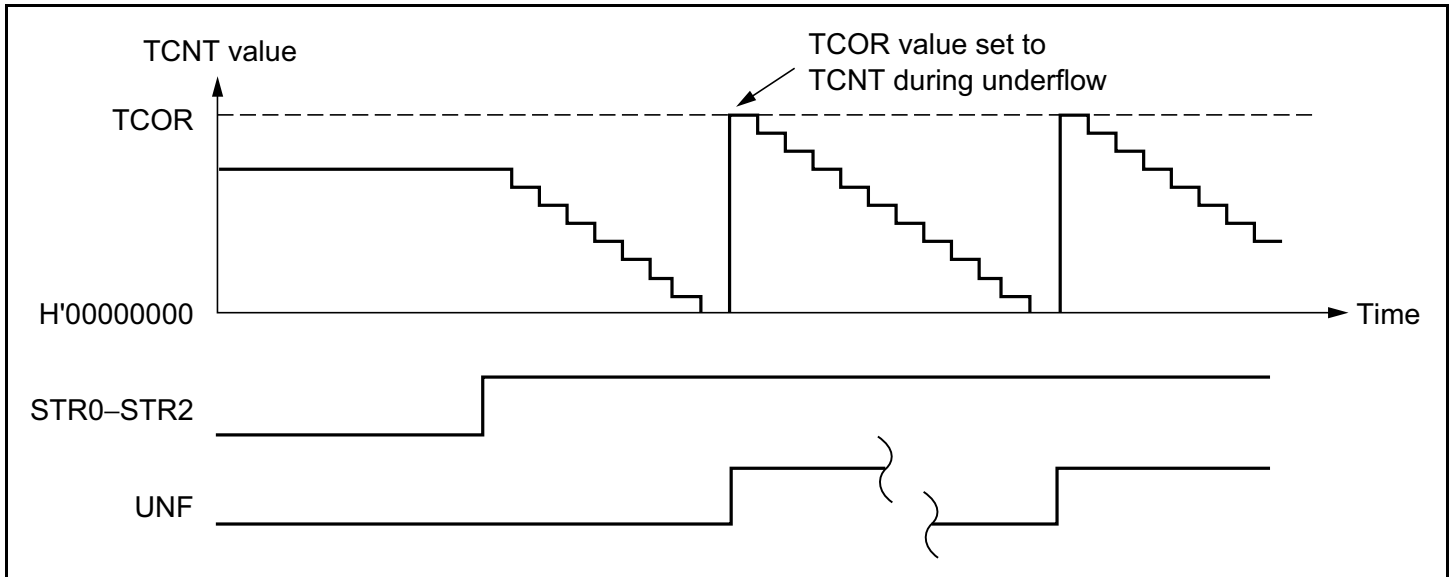 TCNT value
TCOR value set to
TCNT during underflow
TCOR
H'00000000
Time
STR0–STR2
UNF